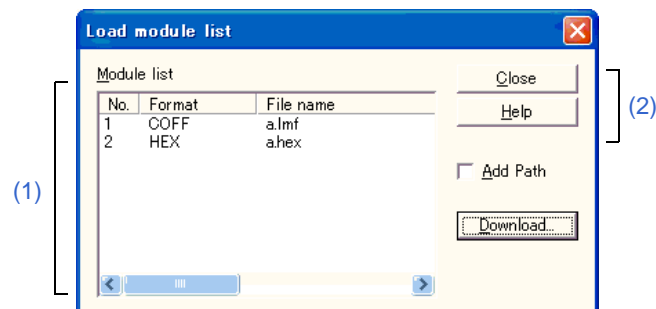 Load module list
Module list
Close
No. Format File name
Help
(2)
1 COFF a.lmf
2 HEX a.hex
Add Path
(1)
Download...